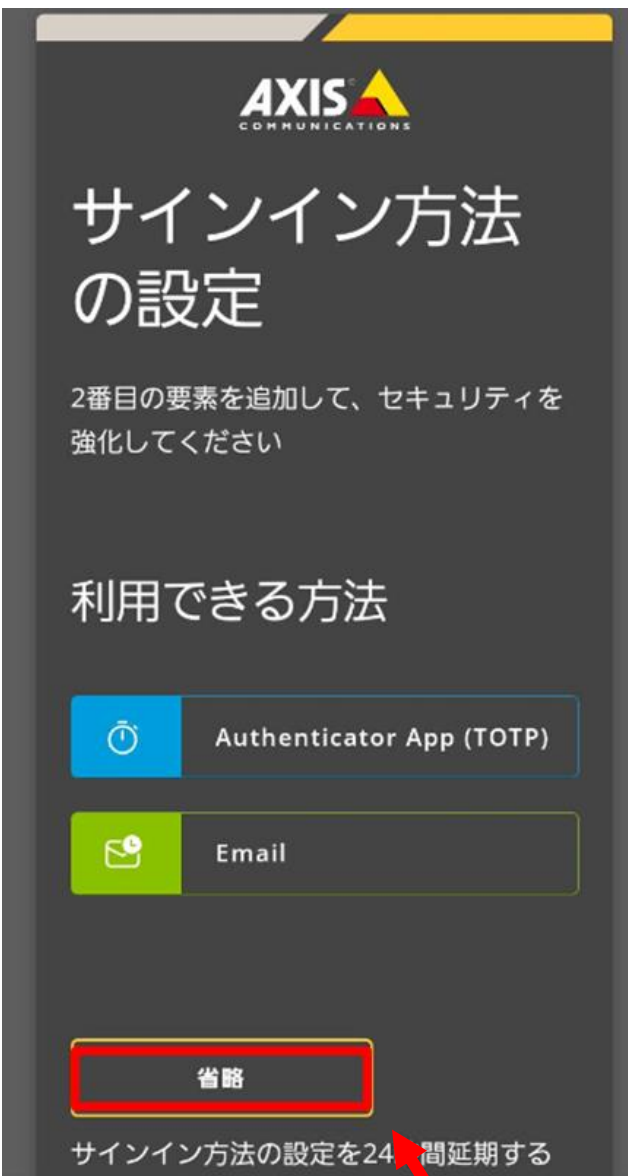 AXIS
COMMUNICATIONS
サインイン方法
の設定
2番目の要素を追加して、セキュリティを
強化してください
利用できる方法
Authenticator App (TOTP)
Email
省略
サインイン方法の設定を24 間延期する